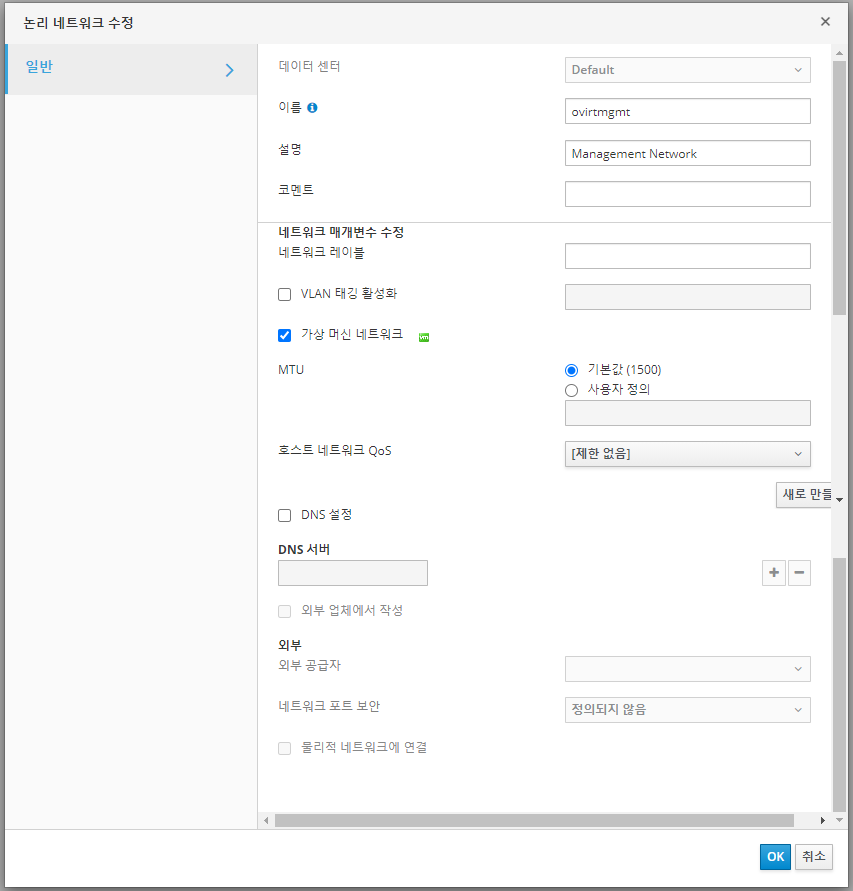 논리 네트워크 수정
일반
데이터 센터
Default
이름
ovirtmgmt
설명
Management Network
코멘트
네트워크 매개변수 수정
네트워크 레이블
VLAN 태깅 활성화
가상 머신 네트워크
vm
MTU
기본값 (1500)
사용자 정의
호스트 네트워크 QoS
[제한 없음]
새로 만들
DNS 설정
DNS 서버
외부 업체에서 작성
외부
외부 공급자
네트워크 포트 보안
정의되지 않음
물리적 네트워크에 연결
OK
취소